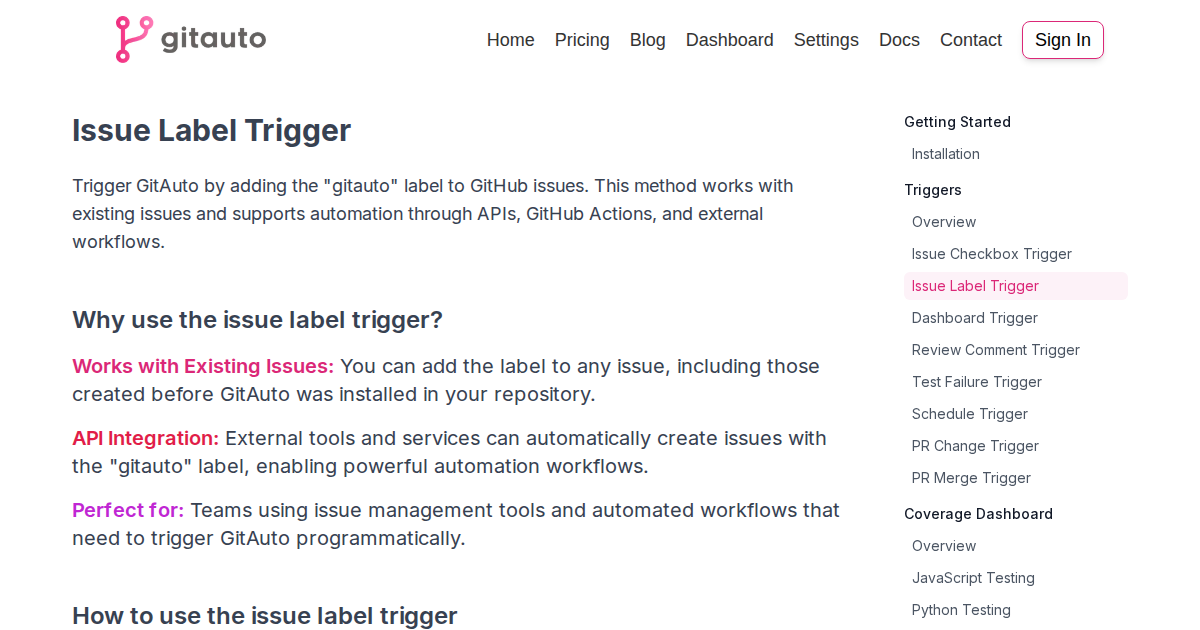 gitauto
Home Pricing Blog Dashboard Settings Docs Contact Sign In
Issue Label Trigger
Trigger GitAuto by adding the "gitauto" label to GitHub issues. This method works with
existing issues and supports automation through APIs, GitHub Actions, and external
workflows.
Why use the issue label trigger?
Works with Existing Issues: You can add the label to any issue, including those
created before GitAuto was installed in your repository.
API Integration: External tools and services can automatically create issues with
the "gitauto" label, enabling powerful automation workflows.
Perfect for: Teams using issue management tools and automated workflows that
need to trigger GitAuto programmatically.
How to use the issue label trigger
Getting Started
Installation
Triggers
Overview
Issue Checkbox Trigger
Issue Label Trigger
Dashboard Trigger
Review Comment Trigger
Test Failure Trigger
Schedule Trigger
PR Change Trigger
PR Merge Trigger
Coverage Dashboard
Overview
JavaScript Testing
Python Testing